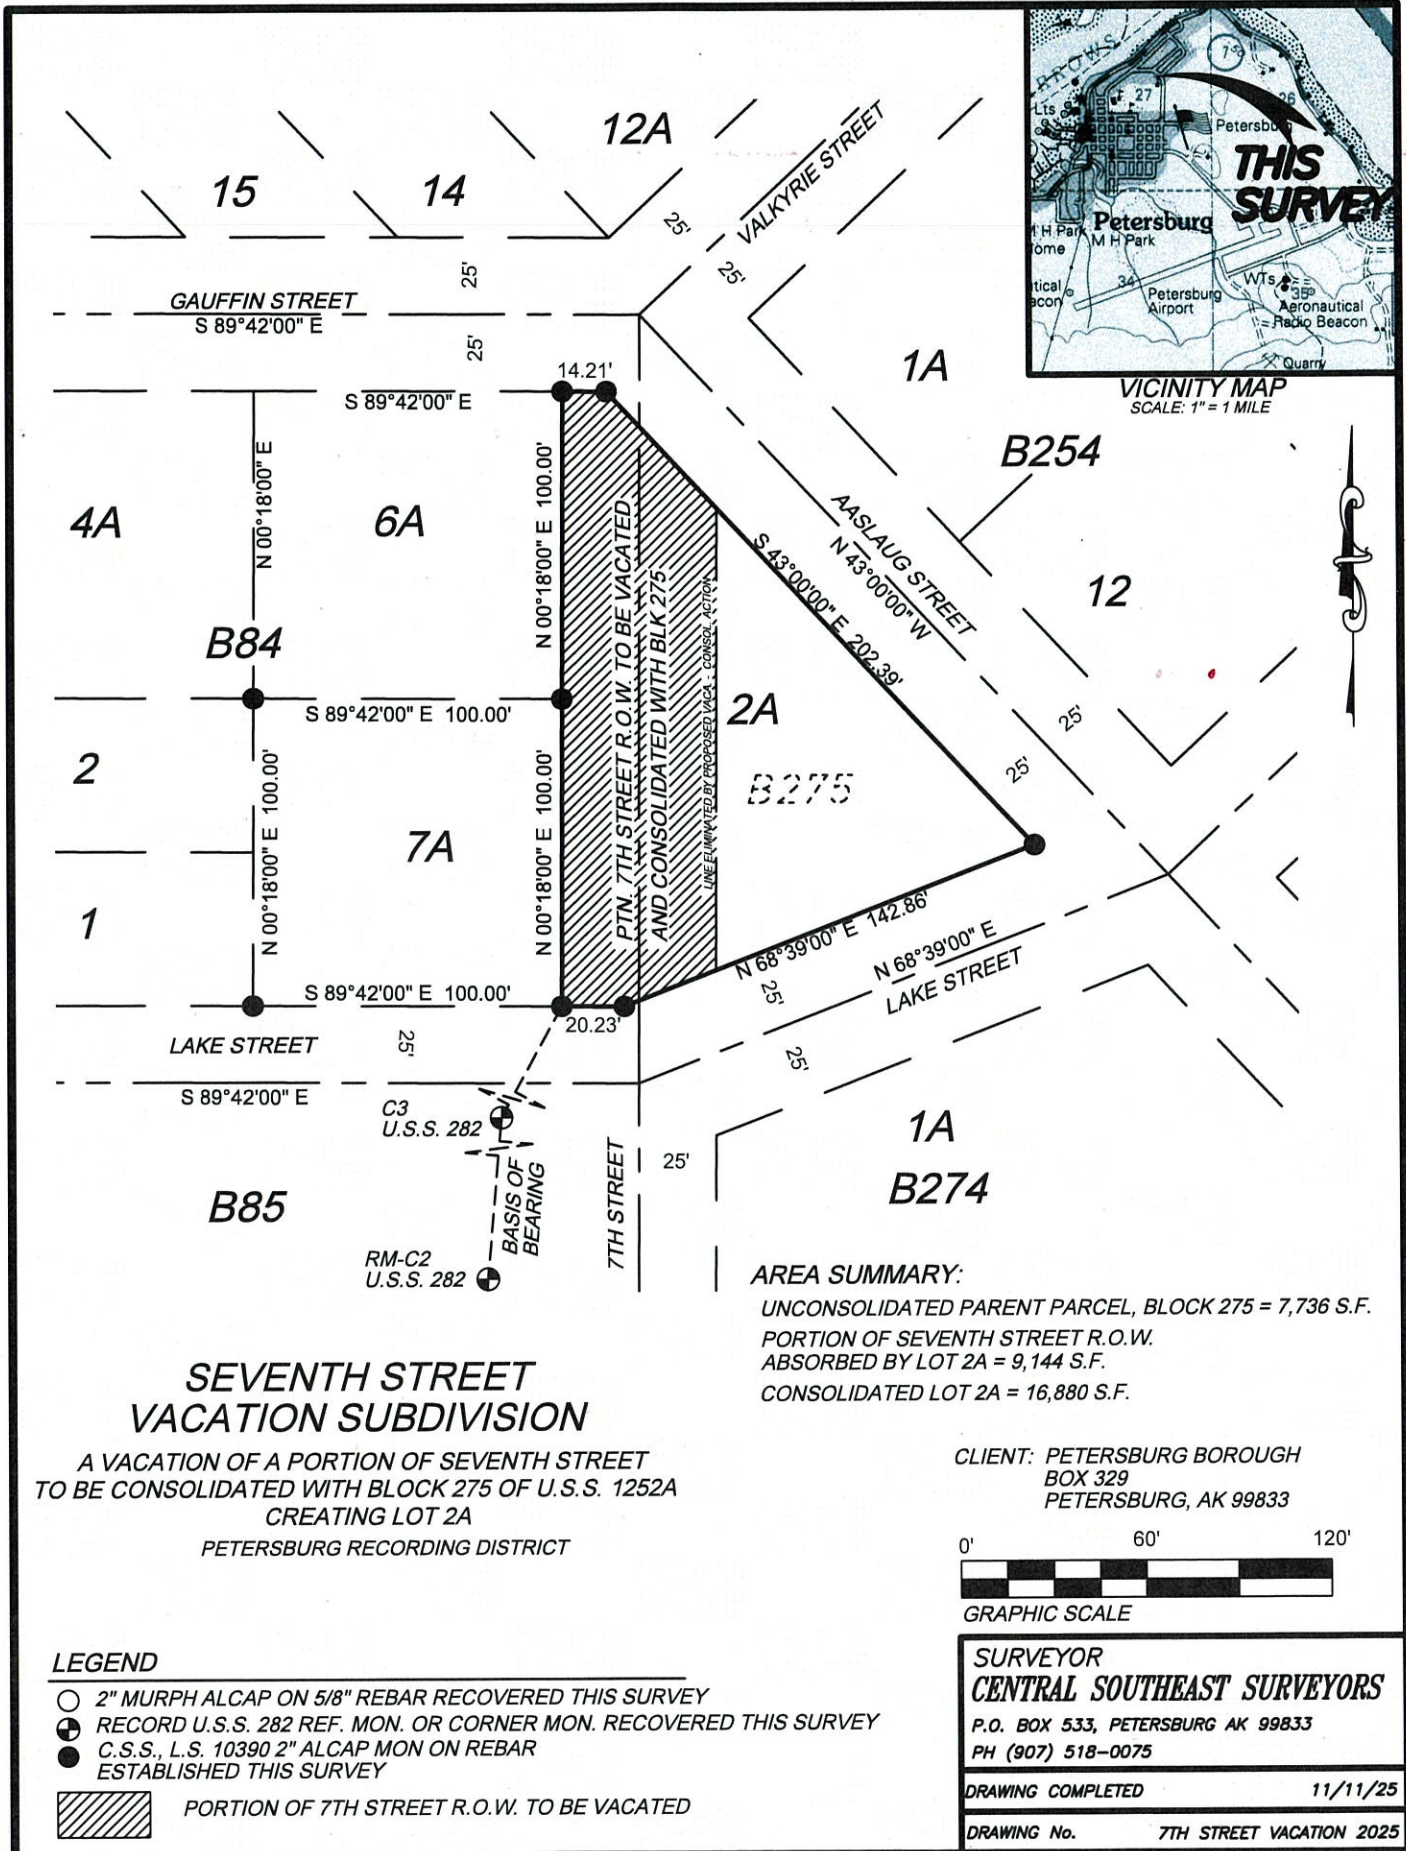 12A
VALKYRIE STREET
15
14
25'
25'
25'
GAUFFIN STREET
S 89°42'00" E
25'
27
26
Lts
Petersburg
THIS
SURVEY
Petersburg
M H Park
34
Petersburg
Airport
WTs
35
Aeronautical
Radio Beacon
Quarry
VICINITY MAP
SCALE: 1" = 1 MILE
14.21'
S 89°42'00" E
1A
B254
N 00°18'00" E
N 00°18'00" E 100.00'
4A
6A
AASLAUG STREET
N 43°00'00" W
S 43°00'00" E 202.39'
12
PTN. 7TH STREET R.O.W. TO BE VACATED
AND CONSOLIDATED WITH BLK 275
LINE ELIMINATED BY PROPOSED VACA. - CONSOL. ACTION
B84
S 89°42'00" E 100.00'
2A
25'
25'
B275
2
N 00°18'00" E 100.00'
N 00°18'00" E 100.00'
7A
1
N 68°39'00" E 142.86'
N 68°39'00" E
LAKE STREET
S 89°42'00" E 100.00'
20.23'
25'
25'
LAKE STREET
25'
S 89°42'00" E
C3
U.S.S. 282
1A
B274
7TH STREET
25'
BASIS OF
BEARING
B85
RM-C2
U.S.S. 282
AREA SUMMARY:
UNCONSOLIDATED PARENT PARCEL, BLOCK 275 = 7,736 S.F.
PORTION OF SEVENTH STREET R.O.W.
ABSORBED BY LOT 2A = 9,144 S.F.
CONSOLIDATED LOT 2A = 16,880 S.F.
SEVENTH STREET
VACATION SUBDIVISION
A VACATION OF A PORTION OF SEVENTH STREET
TO BE CONSOLIDATED WITH BLOCK 275 OF U.S.S. 1252A
CREATING LOT 2A
PETERSBURG RECORDING DISTRICT
CLIENT: PETERSBURG BOROUGH
BOX 329
PETERSBURG, AK 99833
0' 60' 120'
GRAPHIC SCALE
LEGEND
2" MURPH ALCAP ON 5/8" REBAR RECOVERED THIS SURVEY
RECORD U.S.S. 282 REF. MON. OR CORNER MON. RECOVERED THIS SURVEY
C.S.S., L.S. 10390 2" ALCAP MON ON REBAR
ESTABLISHED THIS SURVEY
PORTION OF 7TH STREET R.O.W. TO BE VACATED
SURVEYOR
CENTRAL SOUTHEAST SURVEYORS
P.O. BOX 533, PETERSBURG AK 99833
PH (907) 518-0075
DRAWING COMPLETED 11/11/25
DRAWING No. 7TH STREET VACATION 2025